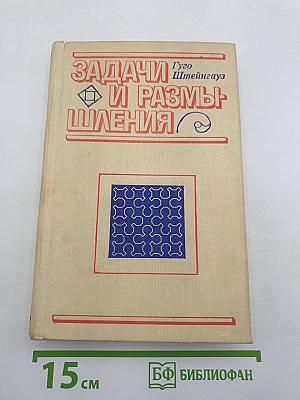 Гуго
Штейнгауз
ЗАДАЧИ
И РАЗМЫ-
ШЛЕНИЯ
15 см
БФ БИБЛИОФАН